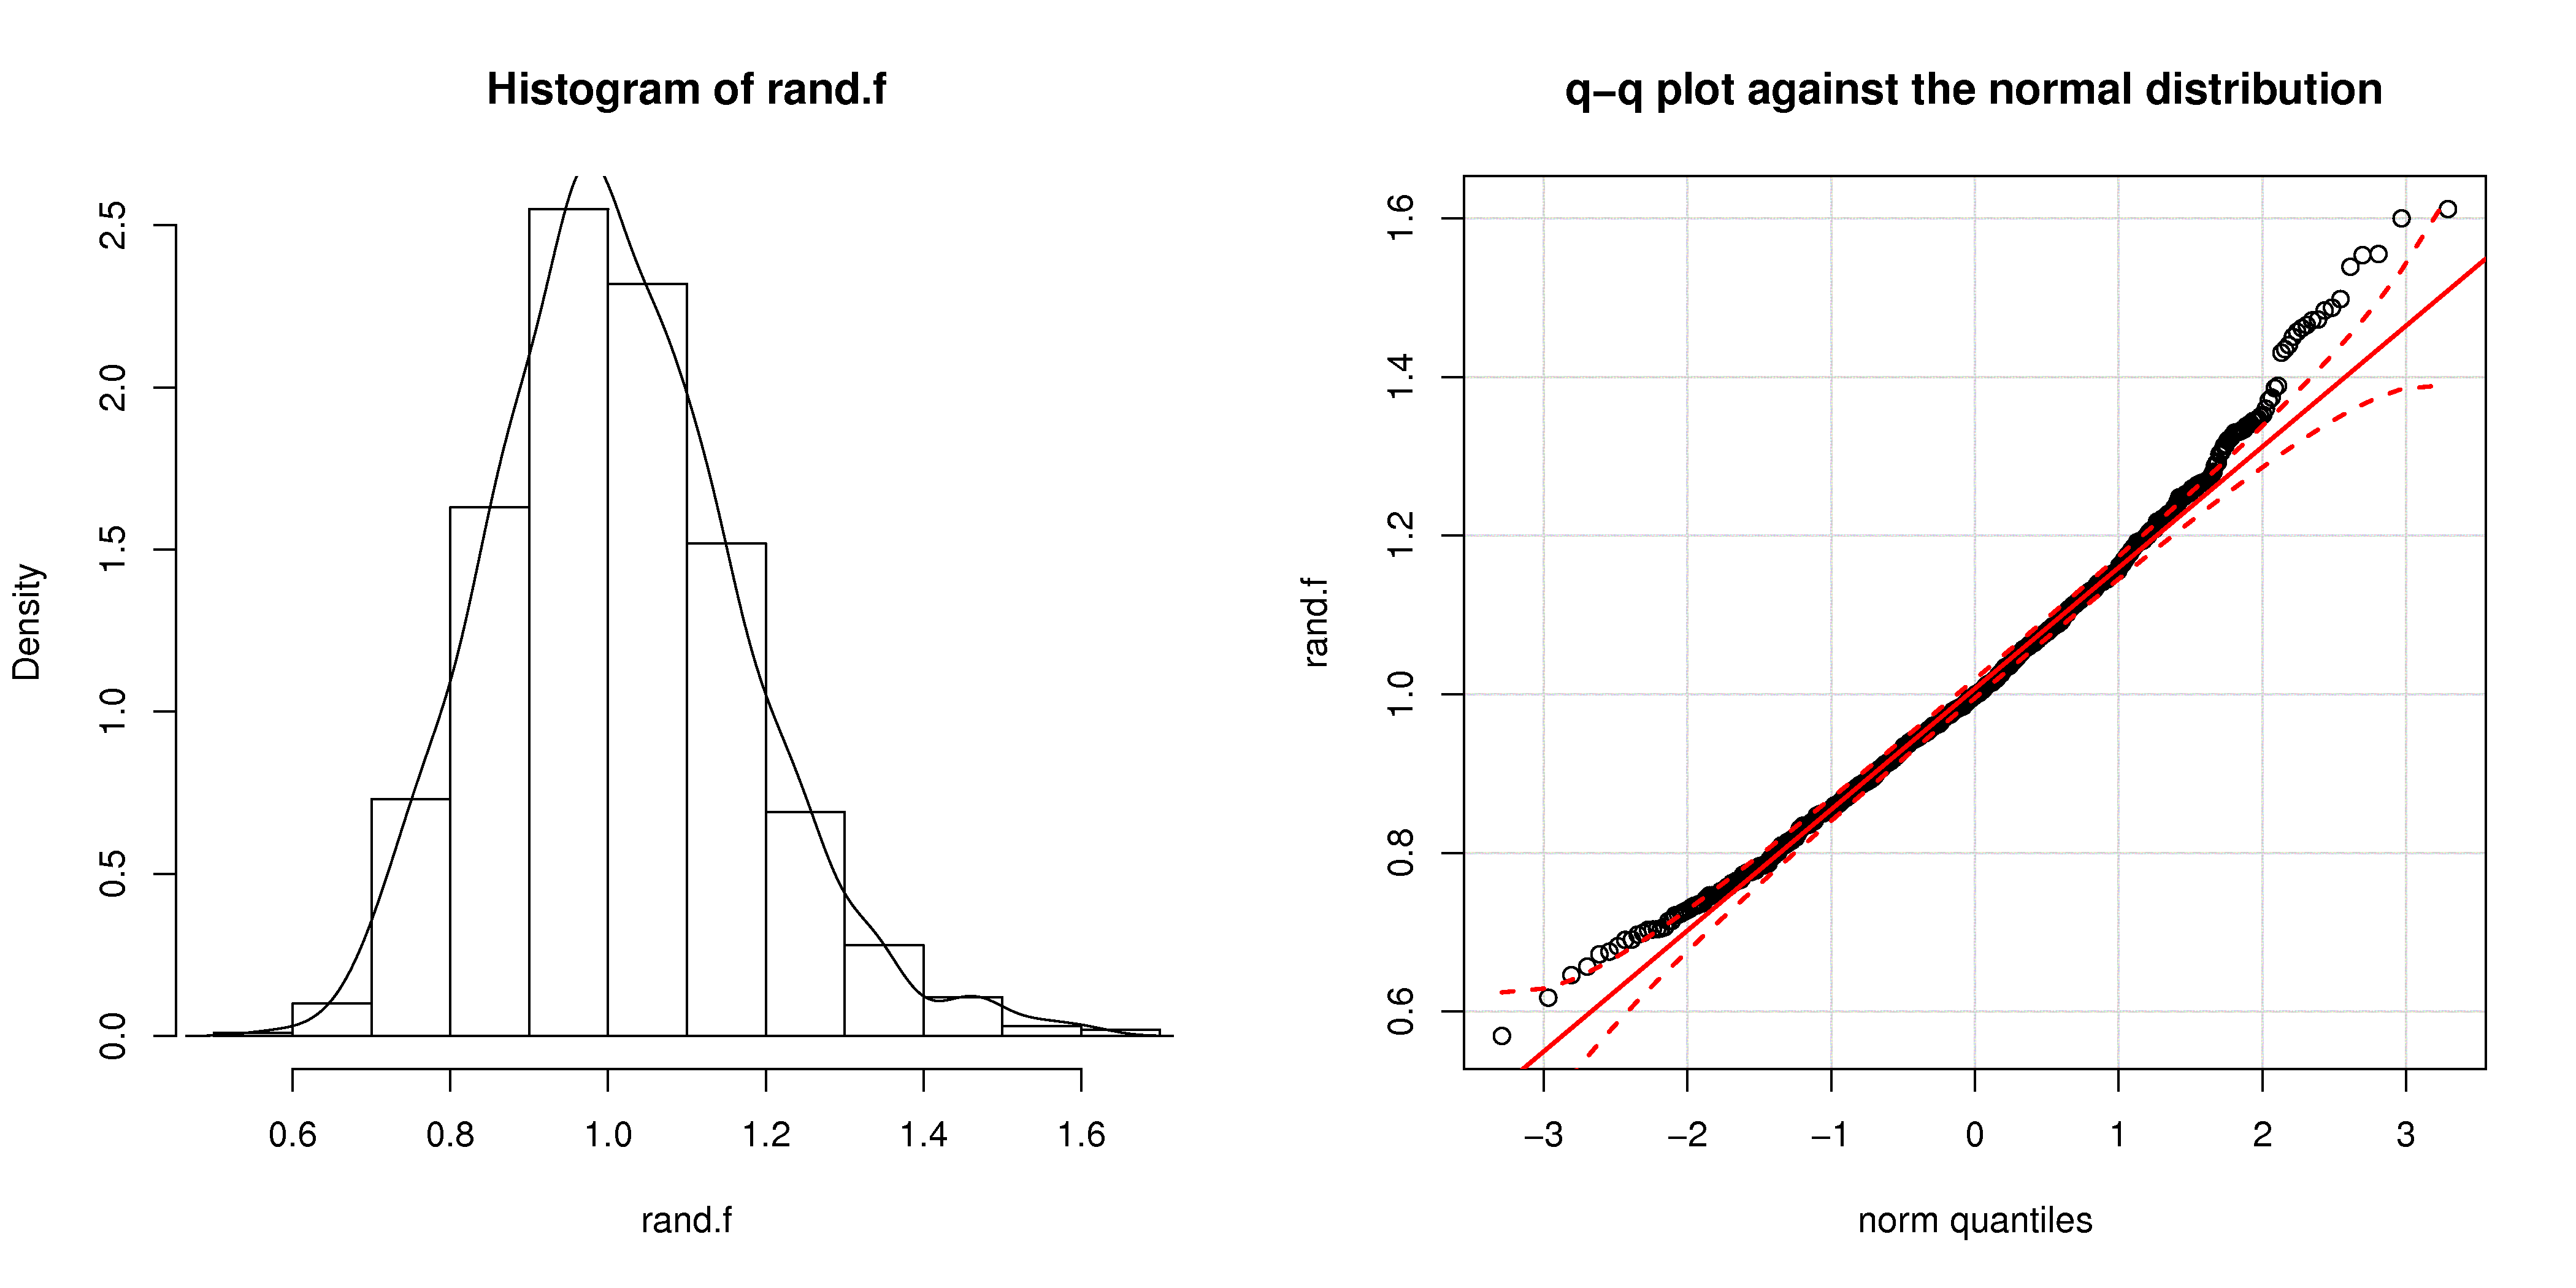 Histogram of rand.f
Density
0.0 0.5 1.0 1.5 2.0 2.5
0.6 0.8 1.0 1.2 1.4 1.6
rand.f
q−q plot against the normal distribution
rand.f
0.6 0.8 1.0 1.2 1.4 1.6
−3 −2 −1 0 1 2 3
norm quantiles